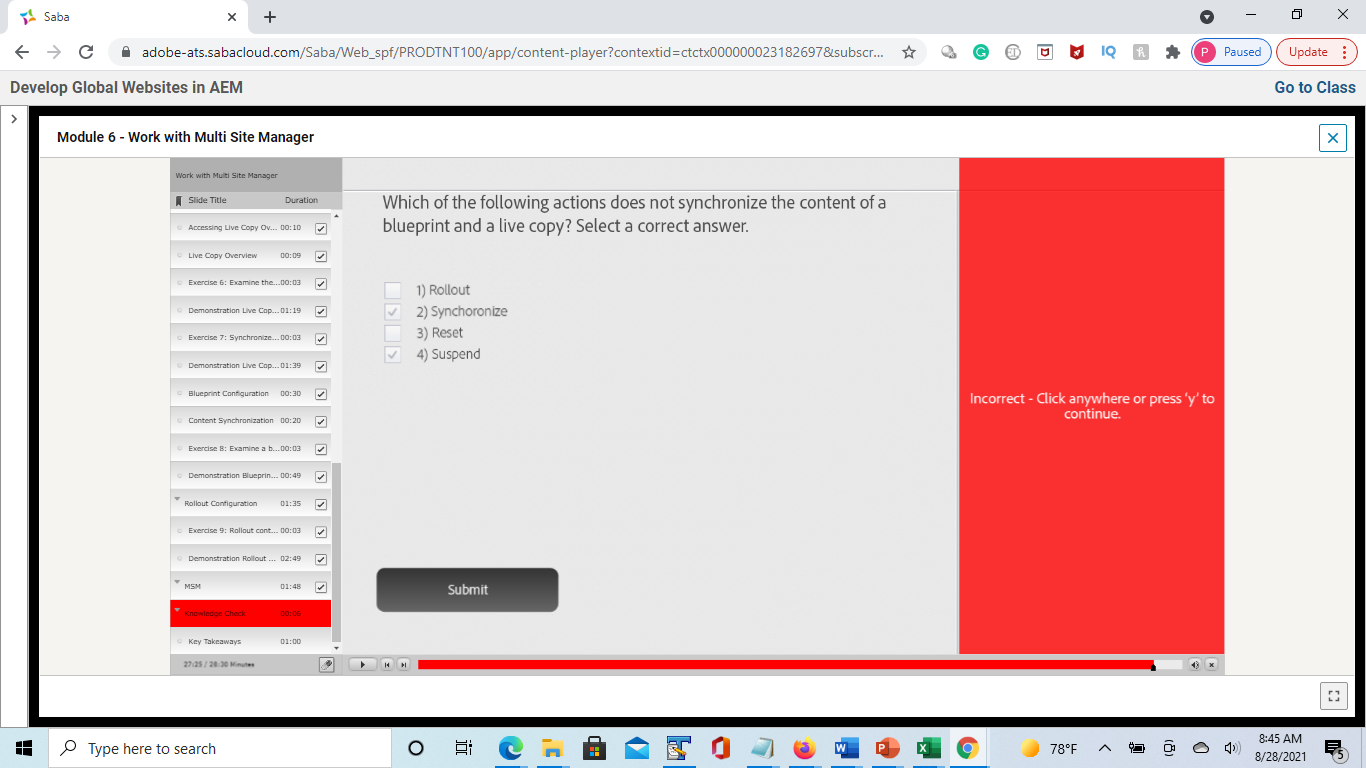 Saba
adobe-ats.sabacloud.com/Saba/Web_spf/PRODTNT100/app/content-player?contextid=ctctx000000023182697&subscr...
P Paused
Update
Develop Global Websites in AEM
Go to Class
Module 6 - Work with Multi Site Manager
Work with Multi Site Manager
Slide Title Duration
Accessing Live Copy Ov... 00:10
Live Copy Overview 00:09
Exercise 6: Examine the... 00:03
Demonstration Live Cop... 01:19
Exercise 7: Synchronize... 00:03
Demonstration Live Cop... 01:39
Blueprint Configuration 00:30
Content Synchronization 00:20
Exercise 8: Examine a b... 00:03
Demonstration Blueprin... 00:49
Rollout Configuration 01:35
Exercise 9: Rollout cont... 00:03
Demonstration Rollout ... 02:49
MSM 01:48
Knowledge Check 00:06
Key Takeaways 01:00
27:25 / 28:30 Minutes
Which of the following actions does not synchronize the content of a
blueprint and a live copy? Select a correct answer.
1) Rollout
2) Synchoronize
3) Reset
4) Suspend
Submit
Incorrect - Click anywhere or press 'y' to
continue.
Type here to search
78°F
8:45 AM
8/28/2021
5